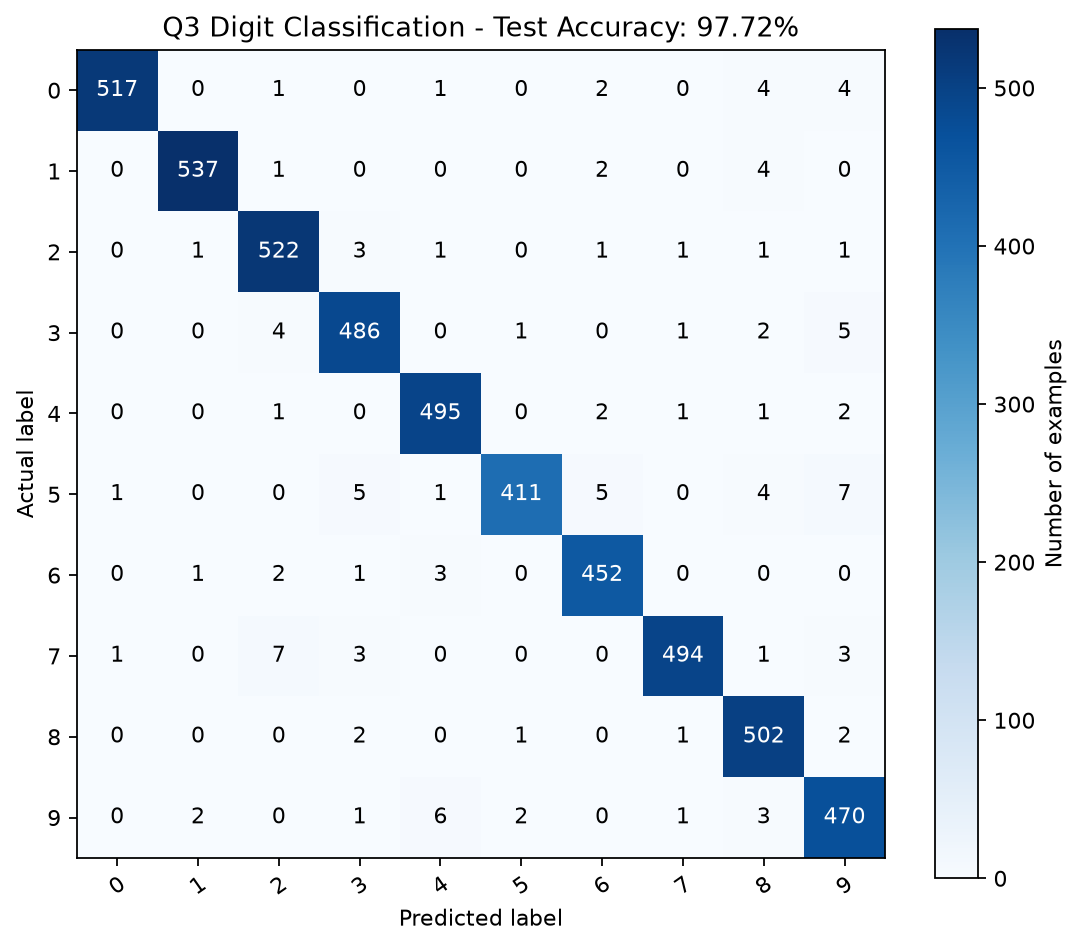 Q3 Digit Classification - Test Accuracy: 97.72%
0 517 0 1 0 1 0 2 0 4 4
1 0 537 1 0 0 0 2 0 4 0
2 0 1 522 3 1 0 1 1 1 1
3 0 0 4 486 0 1 0 1 2 5
4 0 0 1 0 495 0 2 1 1 2
5 1 0 0 5 1 411 5 0 4 7
6 0 1 2 1 3 0 452 0 0 0
7 1 0 7 3 0 0 0 494 1 3
8 0 0 0 2 0 1 0 1 502 2
9 0 2 0 1 6 2 0 1 3 470
0 1 2 3 4 5 6 7 8 9
Predicted label
Actual label
500
400
300
200
100
0
Number of examples